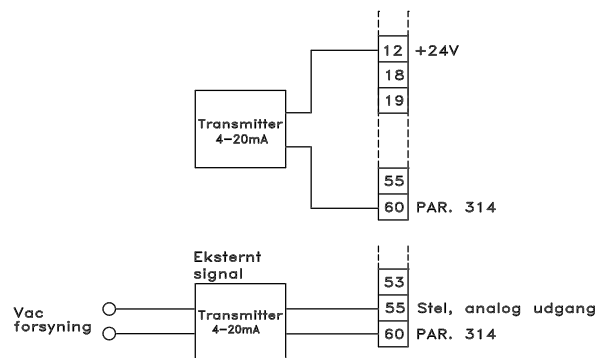 12 +24V
18
19
Transmitter
4-20mA
55
60 PAR. 314
Eksternt
signal
53
Vac
forsyning
Transmitter
4-20mA
55 Stel, analog udgang
60 PAR. 314